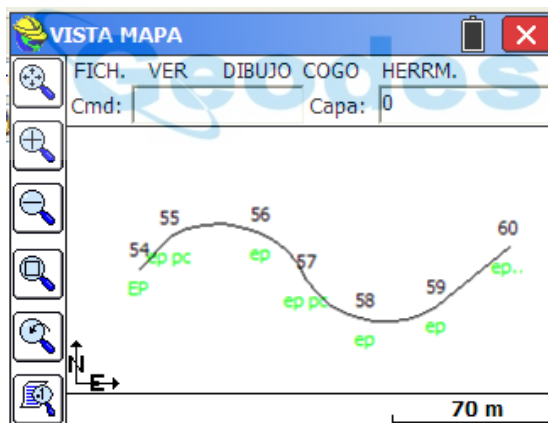 VISTA MAPA
FICH. VER DIBUJO COGO HERRM.
Cmd: Capa: 0
Geodes
60
55 56
54 ep pc ep 57 ep..
EP ep pc 58 59
ep ep
N
E
70 m